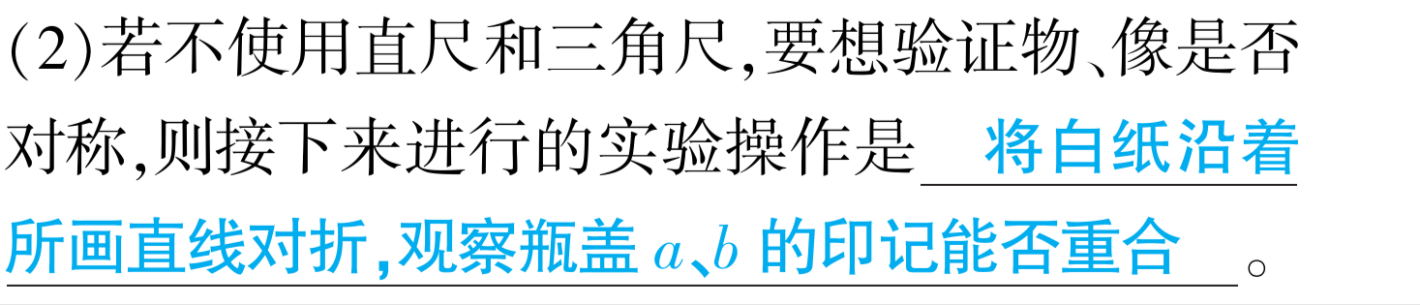 (2)若不使用直尺和三角尺,要想验证物、像是否
对称,则接下来进行的实验操作是 将白纸沿着
所画直线对折,观察瓶盖 a、b 的印记能否重合 。